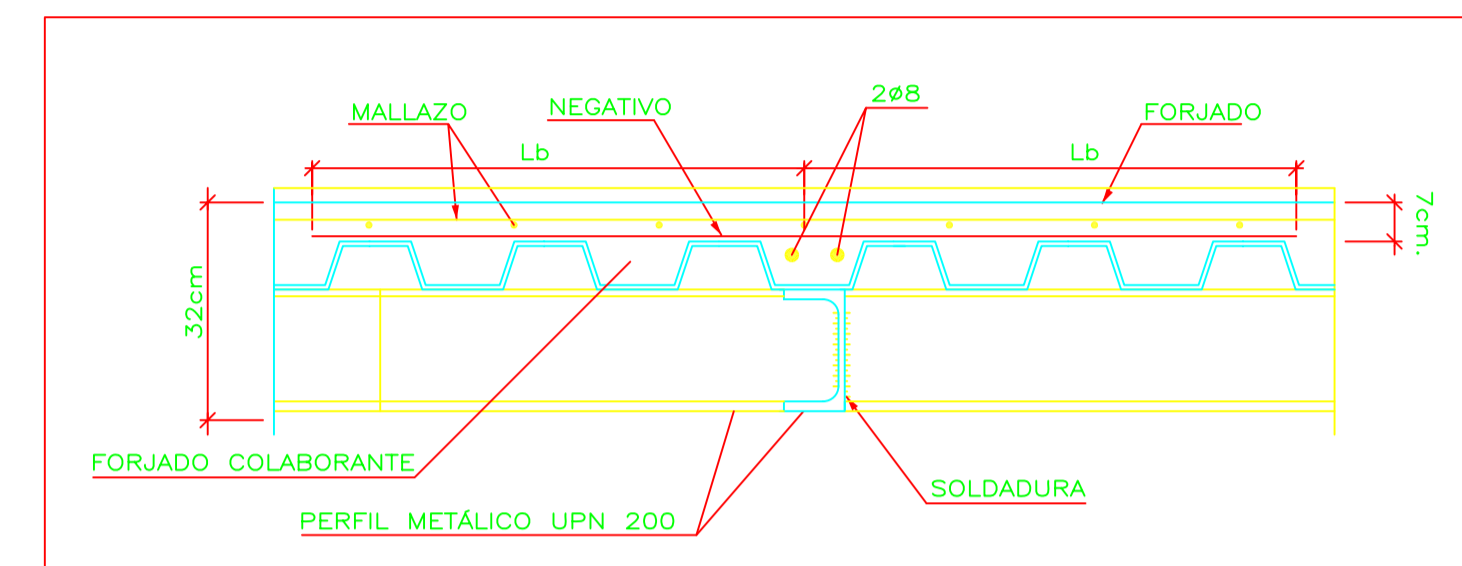 2ø8
MALLAZO
NEGATIVO
FORJADO
Lb
Lb
7cm.
32cm
FORJADO COLABORANTE
SOLDADURA
PERFIL METÁLICO UPN 200